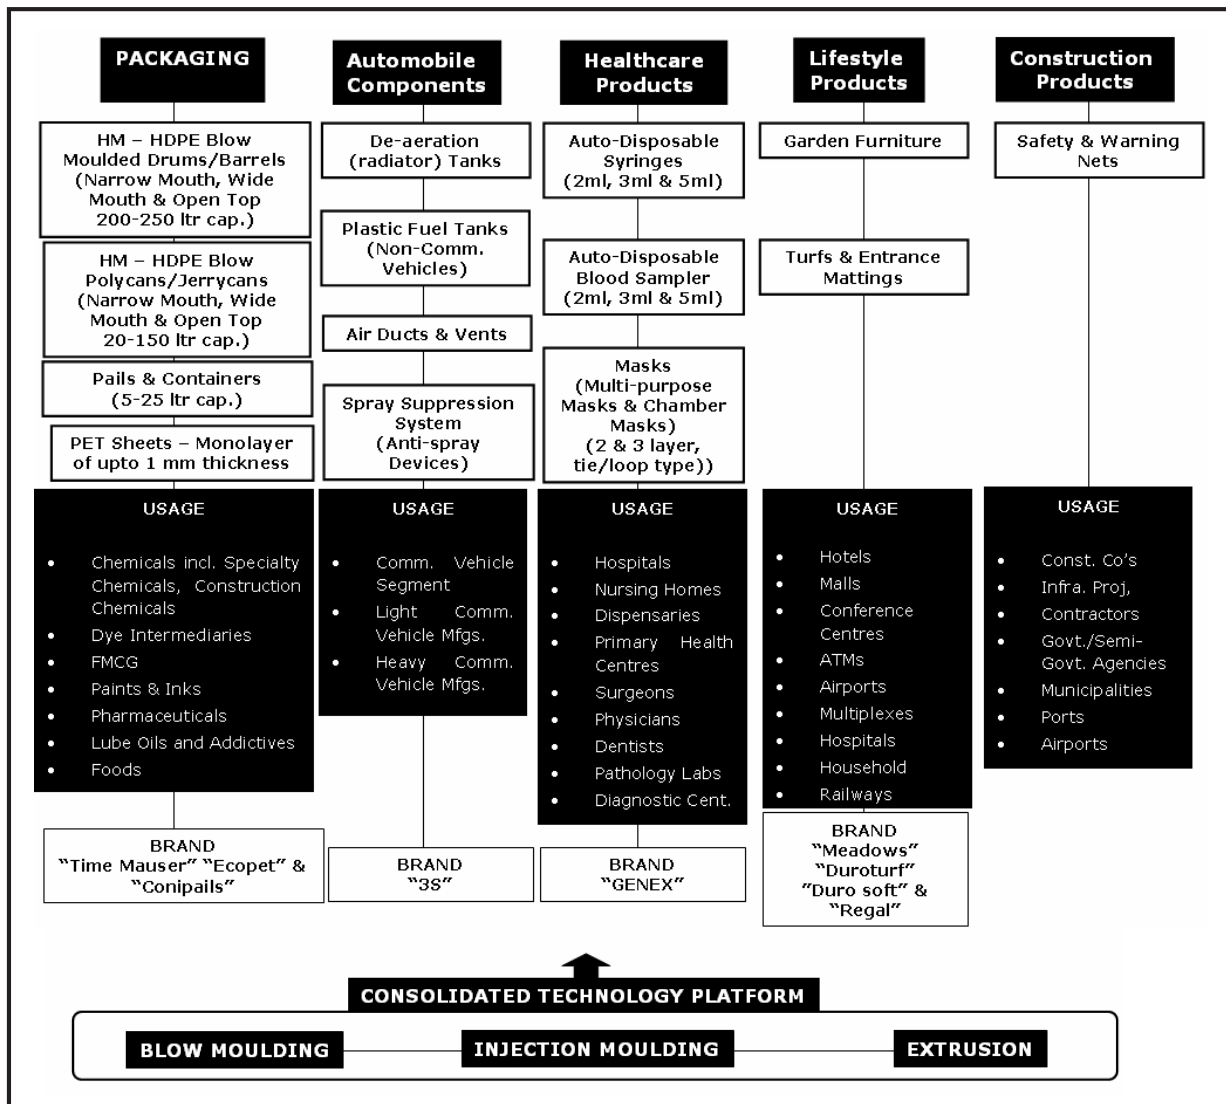 PACKAGING
HM – HDPE Blow
Moulded Drums/Barrels
(Narrow Mouth, Wide
Mouth & Open Top
200-250 ltr cap.)
HM – HDPE Blow
Polycans/Jerrycans
(Narrow Mouth, Wide
Mouth & Open Top
20-150 ltr cap.)
Pails & Containers
(5-25 ltr cap.)
PET Sheets – Monolayer
of upto 1 mm thickness
USAGE
• Chemicals incl. Specialty
Chemicals, Construction
Chemicals
• Dye Intermediaries
• FMCG
• Paints & Inks
• Pharmaceuticals
• Lube Oils and Addictives
• Foods
BRAND
“Time Mauser” “Ecopet” &
“Conipails”
Automobile
Components
De-aeration
(radiator) Tanks
Plastic Fuel Tanks
(Non-Comm.
Vehicles)
Air Ducts & Vents
Spray Suppression
System
(Anti-spray
Devices)
USAGE
• Comm. Vehicle
Segment
• Light Comm.
Vehicle Mfgs.
• Heavy Comm.
Vehicle Mfgs.
BRAND
“3S”
Healthcare
Products
Auto-Disposable
Syringes
(2ml, 3ml & 5ml)
Auto-Disposable
Blood Sampler
(2ml, 3ml & 5ml)
Masks
(Multi-purpose
Masks & Chamber
Masks)
(2 & 3 layer,
tie/loop type))
USAGE
• Hospitals
• Nursing Homes
• Dispensaries
• Primary Health
Centres
• Surgeons
• Physicians
• Dentists
• Pathology Labs
• Diagnostic Cent.
BRAND
“GENEX”
Lifestyle
Products
Garden Furniture
Turfs & Entrance
Mattings
USAGE
• Hotels
• Malls
• Conference
Centres
• ATMs
• Airports
• Multiplexes
• Hospitals
• Household
• Railways
BRAND
“Meadows”
“Duroturf”
”Duro soft” &
“Regal”
Construction
Products
Safety & Warning
Nets
USAGE
• Const. Co’s
• Infra. Proj,
• Contractors
• Govt./Semi-
Govt. Agencies
• Municipalities
• Ports
• Airports
CONSOLIDATED TECHNOLOGY PLATFORM
BLOW MOULDING
INJECTION MOULDING
EXTRUSION